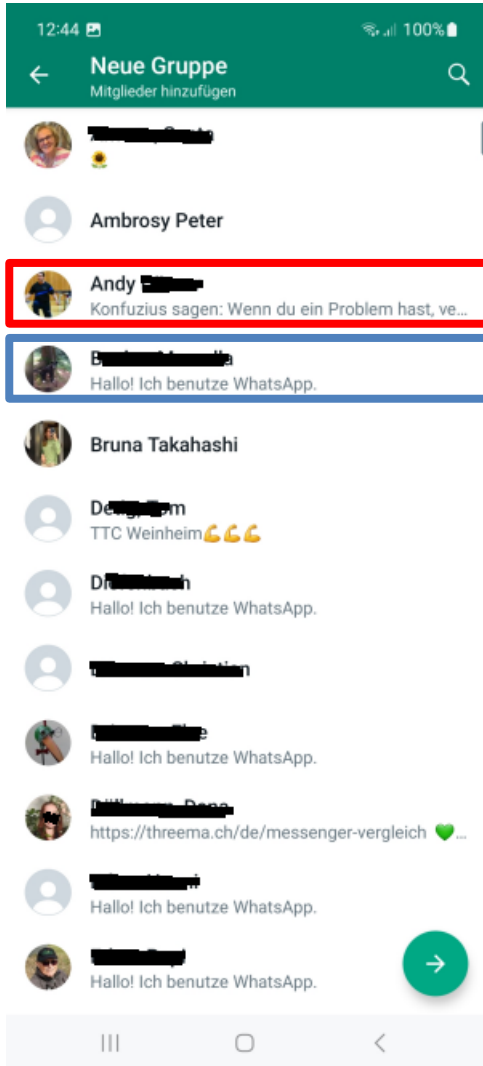 12:44
100%
Neue Gruppe
Mitglieder hinzufügen
Ambrosy Peter
Andy
Konfuzius sagen: Wenn du ein Problem hast, ve...
Hallo! Ich benutze WhatsApp.
Bruna Takahashi
TTC Weinheim💪💪💪
Hallo! Ich benutze WhatsApp.
Hallo! Ich benutze WhatsApp.
https://threema.ch/de/messenger-vergleich 💚...
Hallo! Ich benutze WhatsApp.
Hallo! Ich benutze WhatsApp.